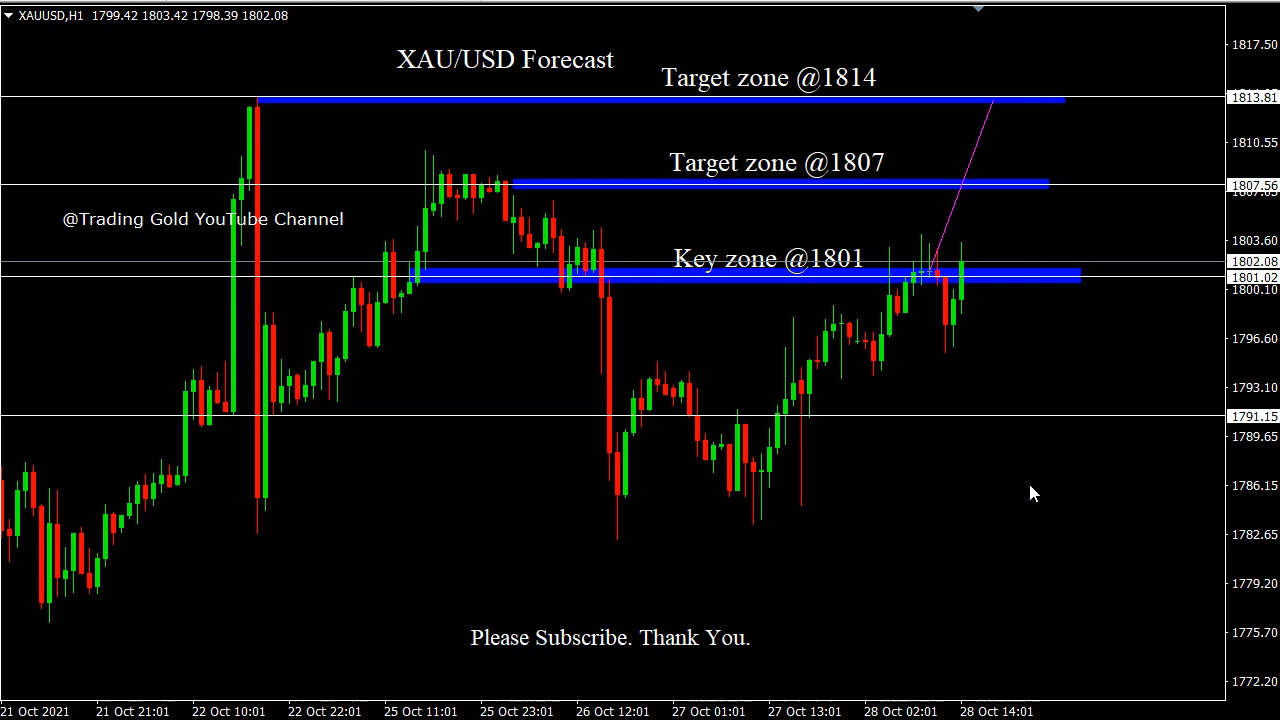 XAUUSD,H1 1799.42 1803.42 1798.39 1802.08
1817.50
XAU/USD Forecast
Target zone @1814
1813.81
1810.55
Target zone @1807
1807.56
@Trading Gold YouTube Channel
1803.60
Key zone @1801
1802.08
1801.02
1800.10
1796.60
1793.10
1791.15
1789.65
1786.15
1782.65
1779.20
Please Subscribe. Thank You.
1775.70
1772.20
21 Oct 2021 21 Oct 21:01 22 Oct 10:01 22 Oct 22:01 25 Oct 11:01 25 Oct 23:01 26 Oct 12:01 27 Oct 01:01 27 Oct 13:01 28 Oct 02:01 28 Oct 14:01